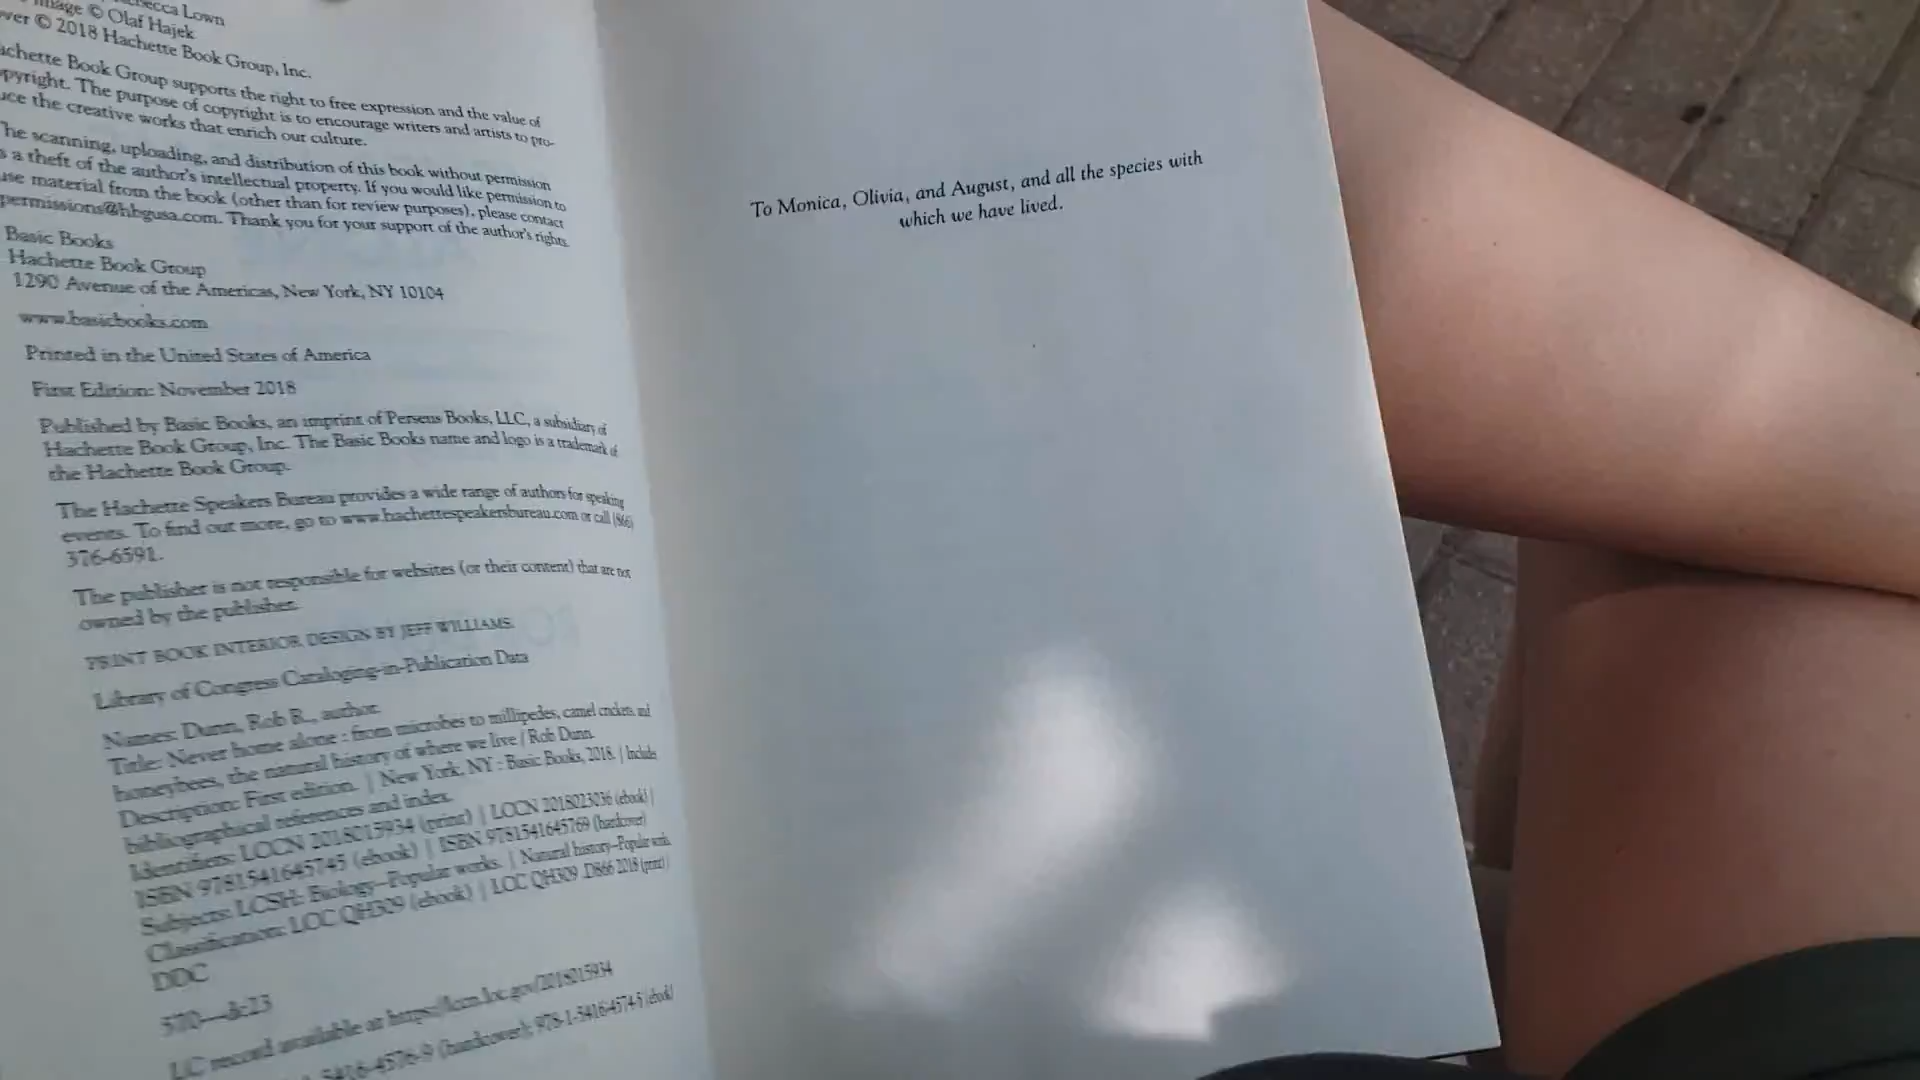 ecca Lown
image © Olaf Hajek
ver © 2018 Hachette Book Group, Inc.
achette Book Group supports the right to free expression and the value of
pyright. The purpose of copyright is to encourage writers and artists to pro-
uce the creative works that enrich our culture.
he scanning, uploading, and distribution of this book without permission
s a theft of the author's intellectual property. If you would like permission to
use material from the book (other than for review purposes), please contact
permissions@hbgusa.com. Thank you for your support of the author's rights.
Basic Books
Hachette Book Group
1290 Avenue of the Americas, New York, NY 10104
www.basicbooks.com
Printed in the United States of America
First Edition: November 2018
Published by Basic Books, an imprint of Perseus Books, LLC, a subsidiary of
Hachette Book Group, Inc. The Basic Books name and logo is a trademark of
the Hachette Book Group.
The Hachette Speakers Bureau provides a wide range of authors for speaking
events. To find out more, go to www.hachettespeakersbureau.com or call (866)
376-6591.
The publisher is not responsible for websites (or their content) that are not
owned by the publisher.
PRINT BOOK INTERIOR DESIGN BY JEFF WILLIAMS.
Library of Congress Cataloging-in-Publication Data
Names: Dunn, Rob R., author.
Title: Never home alone : from microbes to millipedes, camel crickets, and
honeybees, the natural history of where we live / Rob Dunn.
Description: First edition. | New York, NY : Basic Books, 2018. | Includes
bibliographical references and index.
Identifiers: LCCN 2018015934 (print) | LCCN 2018023036 (ebook) |
ISBN 9781541645745 (ebook) | ISBN 9781541645769 (hardcover)
Subjects: LCSH: Biology—Popular works. | Natural history—Popular works.
Classification: LCC QH309 (ebook) | LCC QH309 .D866 2018 (print) |
DDC
570—dc23
LC record available at https://lccn.loc.gov/2018015934
5416-4576-9 (hardcover); 978-1-5416-4574-5 (ebook)
To Monica, Olivia, and August, and all the species with
which we have lived.